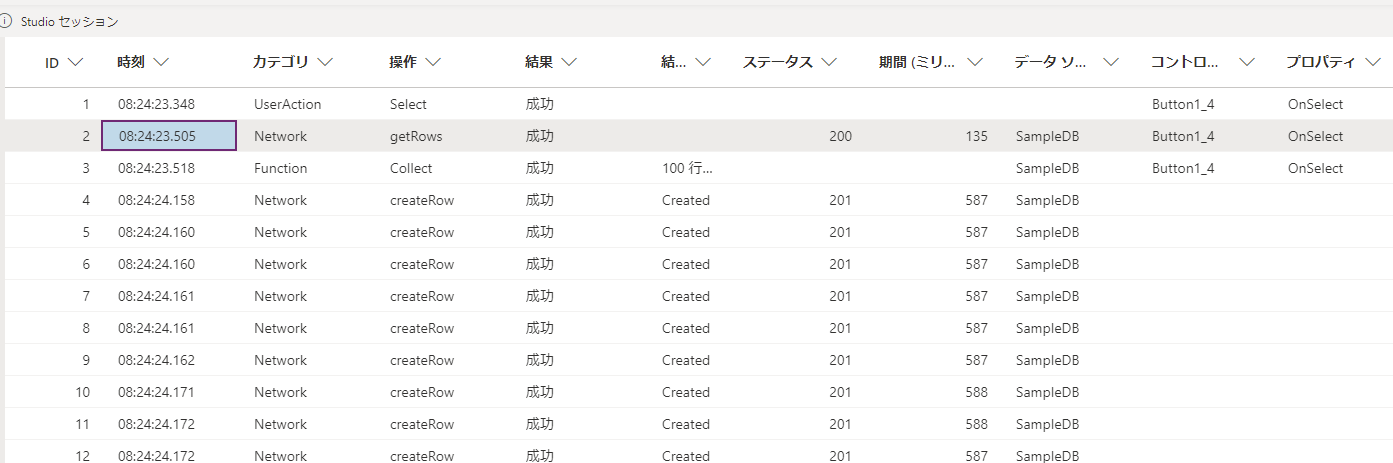 Studio セッション
ID 時刻 カテゴリ 操作 結果 結... ステータス 期間 (ミリ... データ ソ... コントロ... プロパティ
1 08:24:23.348 UserAction Select 成功 Button1_4 OnSelect
2 08:24:23.505 Network getRows 成功 200 135 SampleDB Button1_4 OnSelect
3 08:24:23.518 Function Collect 成功 100 行... SampleDB Button1_4 OnSelect
4 08:24:24.158 Network createRow 成功 Created 201 587 SampleDB
5 08:24:24.160 Network createRow 成功 Created 201 587 SampleDB
6 08:24:24.160 Network createRow 成功 Created 201 587 SampleDB
7 08:24:24.161 Network createRow 成功 Created 201 587 SampleDB
8 08:24:24.161 Network createRow 成功 Created 201 587 SampleDB
9 08:24:24.162 Network createRow 成功 Created 201 587 SampleDB
10 08:24:24.171 Network createRow 成功 Created 201 588 SampleDB
11 08:24:24.172 Network createRow 成功 Created 201 588 SampleDB
12 08:24:24.172 Network createRow 成功 Created 201 587 SampleDB